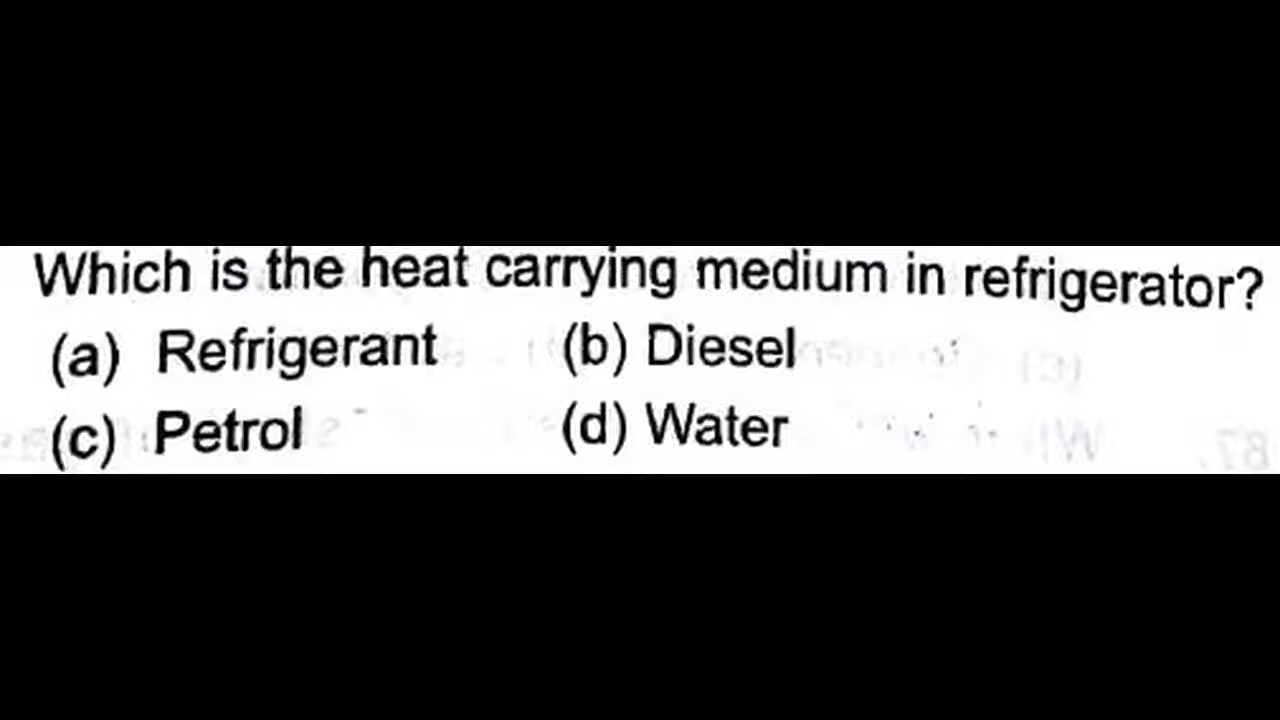 Which is the heat carrying medium in refrigerator?
(a) Refrigerant (b) Diesel
(c) Petrol (d) Water